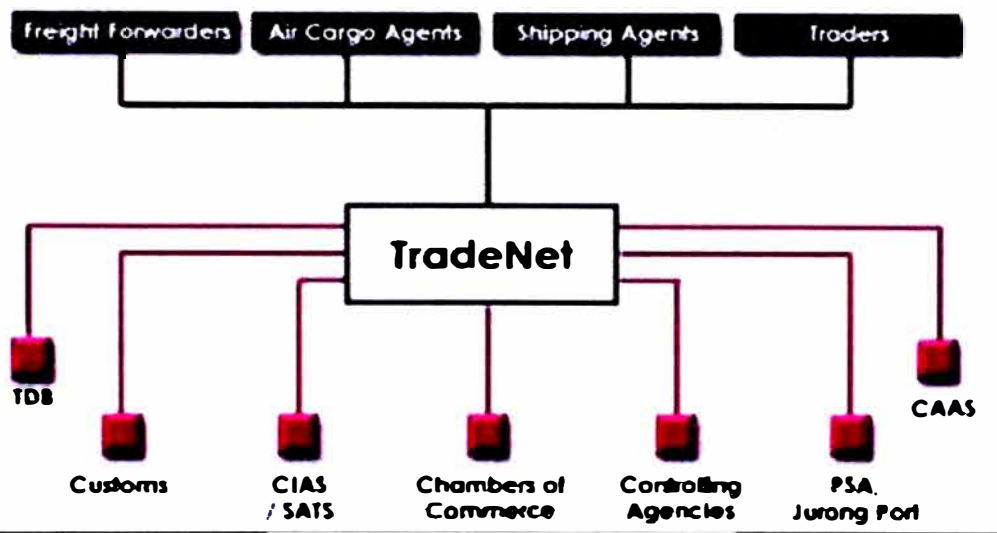 Freight Forwarders
Air Cargo Agents
Shipping Agents
Traders
TradeNet
TDB
CAAS
Customs
CIAS
/ SATS
Chambers of
Commerce
Controlling
Agencies
PSA,
Jurong Port